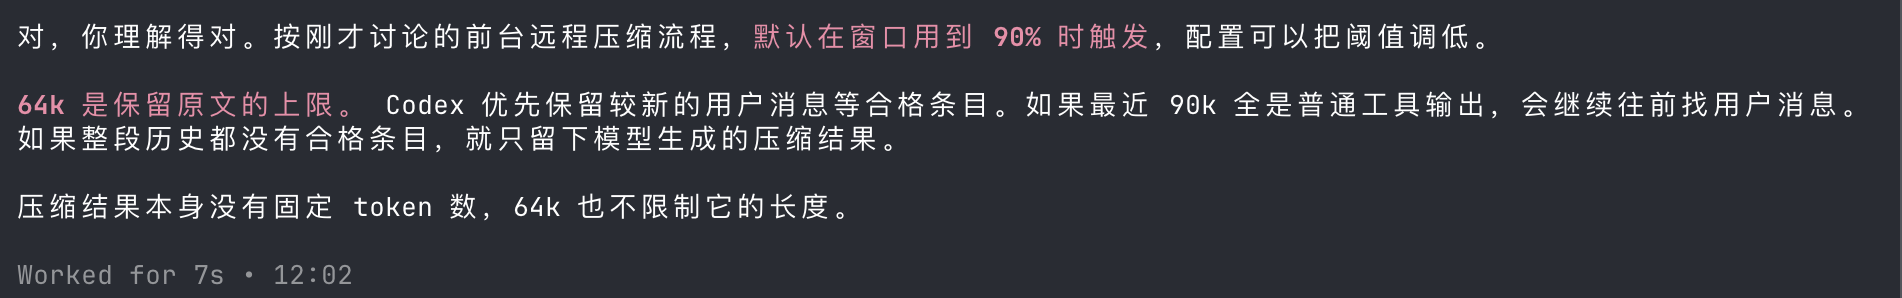 对，你理解得对。按刚才讨论的前台远程压缩流程，默认在窗口用到 90% 时触发，配置可以把阈值调低。
64k 是保留原文的上限。 Codex 优先保留较新的用户消息等合格条目。如果最近 90k 全是普通工具输出，会继续往前找用户消息。
如果整段历史都没有合格条目，就只留下模型生成的压缩结果。
压缩结果本身没有固定 token 数，64k 也不限制它的长度。
Worked for 7s • 12:02